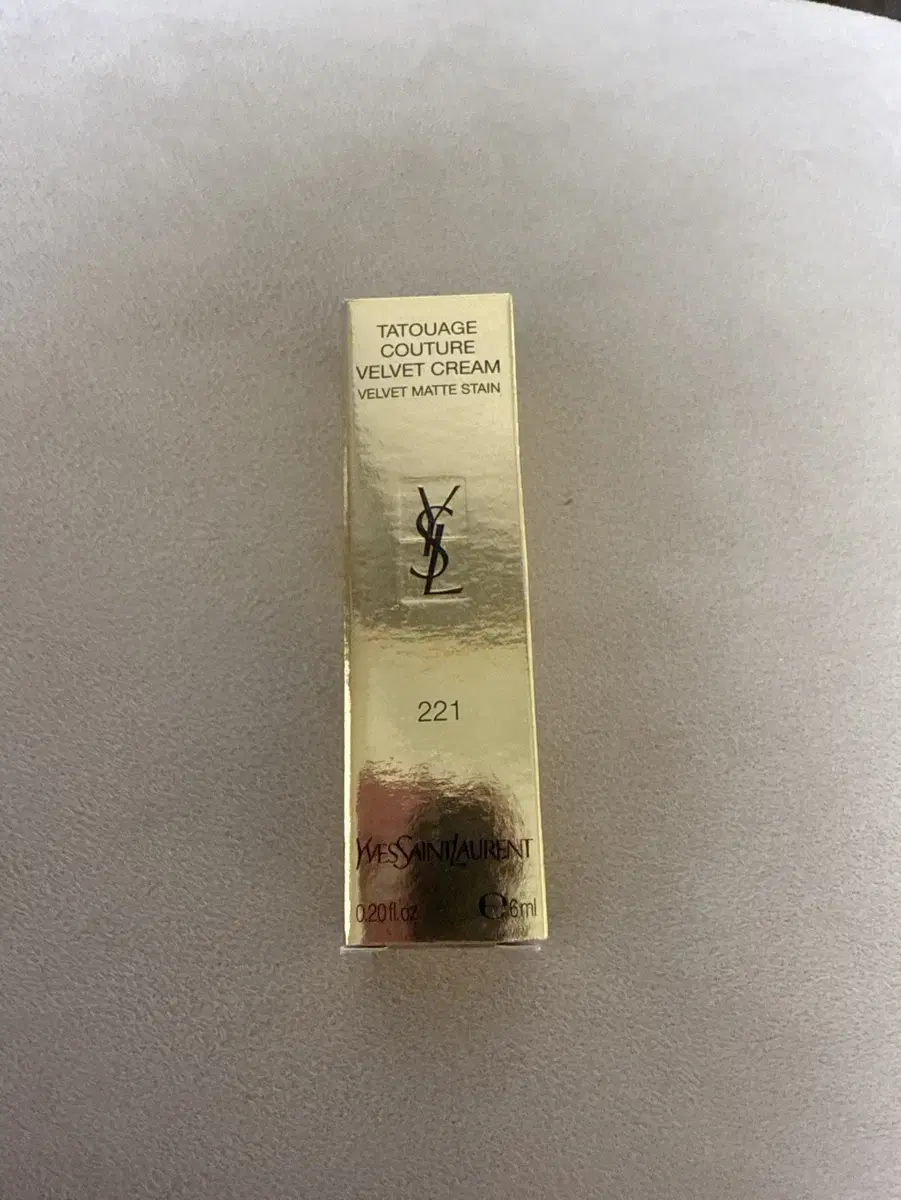 TATOUAGE
COUTURE
VELVET CREAM
VELVET MATTE STAIN
YSL
221
YVESSAINTLAURENT
0.20 fl.oz ℮ 6ml